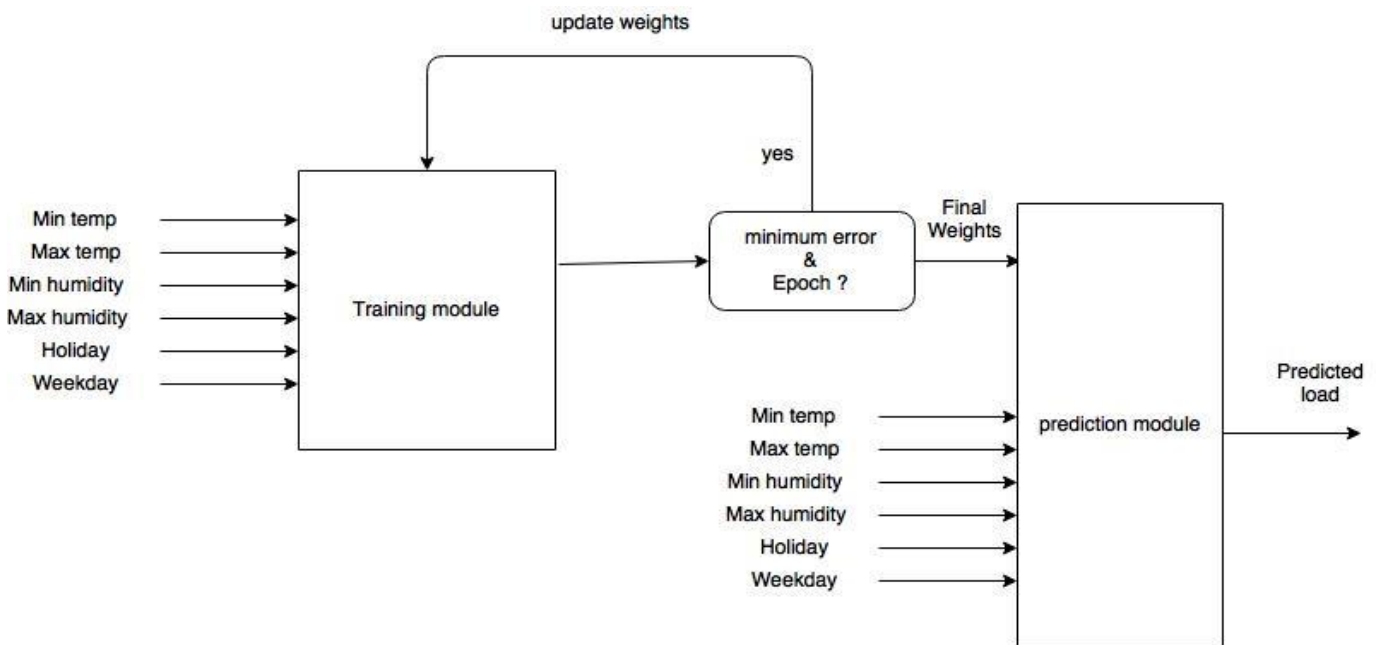 update weights
yes
Min temp
Max temp
Min humidity
Max humidity
Holiday
Weekday
Training module
minimum error
&
Epoch ?
Final
Weights
Min temp
Max temp
Min humidity
Max humidity
Holiday
Weekday
prediction module
Predicted
load